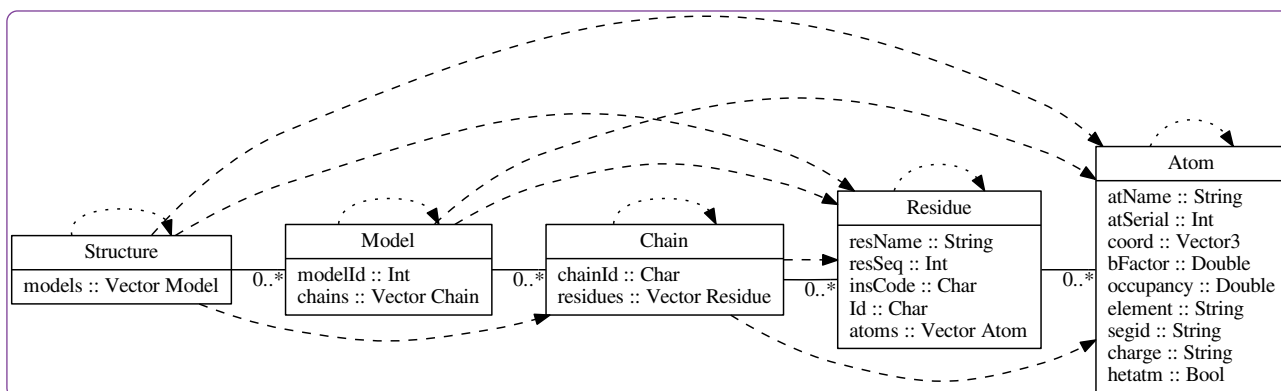 Structure
models :: Vector Model
0..*
Model
modelId :: Int
chains :: Vector Chain
0..*
Chain
chainId :: Char
residues :: Vector Residue
0..*
Residue
resName :: String
resSeq :: Int
insCode :: Char
Id :: Char
atoms :: Vector Atom
0..*
Atom
atName :: String
atSerial :: Int
coord :: Vector3
bFactor :: Double
occupancy :: Double
element :: String
segid :: String
charge :: String
hetatm :: Bool